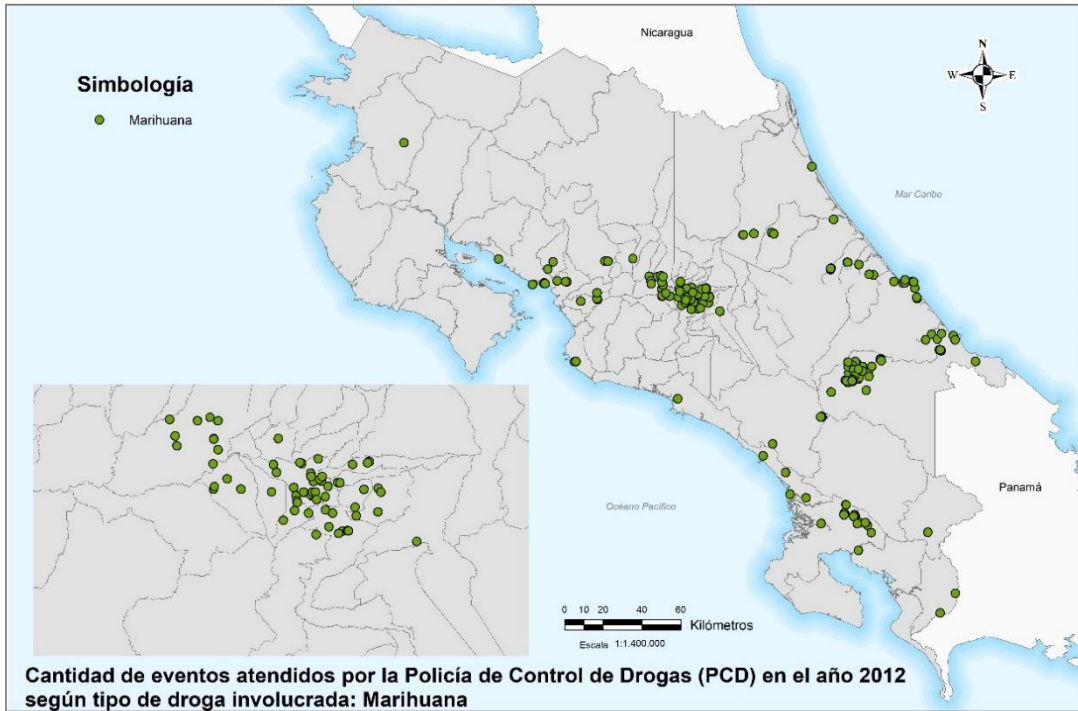 Nicaragua
N
W E
S
Simbología
Marihuana
Mar Caribe
Océano Pacífico
Panamá
0 10 20 40 60
Kilómetros
Escala 1:1.400.000
Cantidad de eventos atendidos por la Policía de Control de Drogas (PCD) en el año 2012
según tipo de droga involucrada: Marihuana